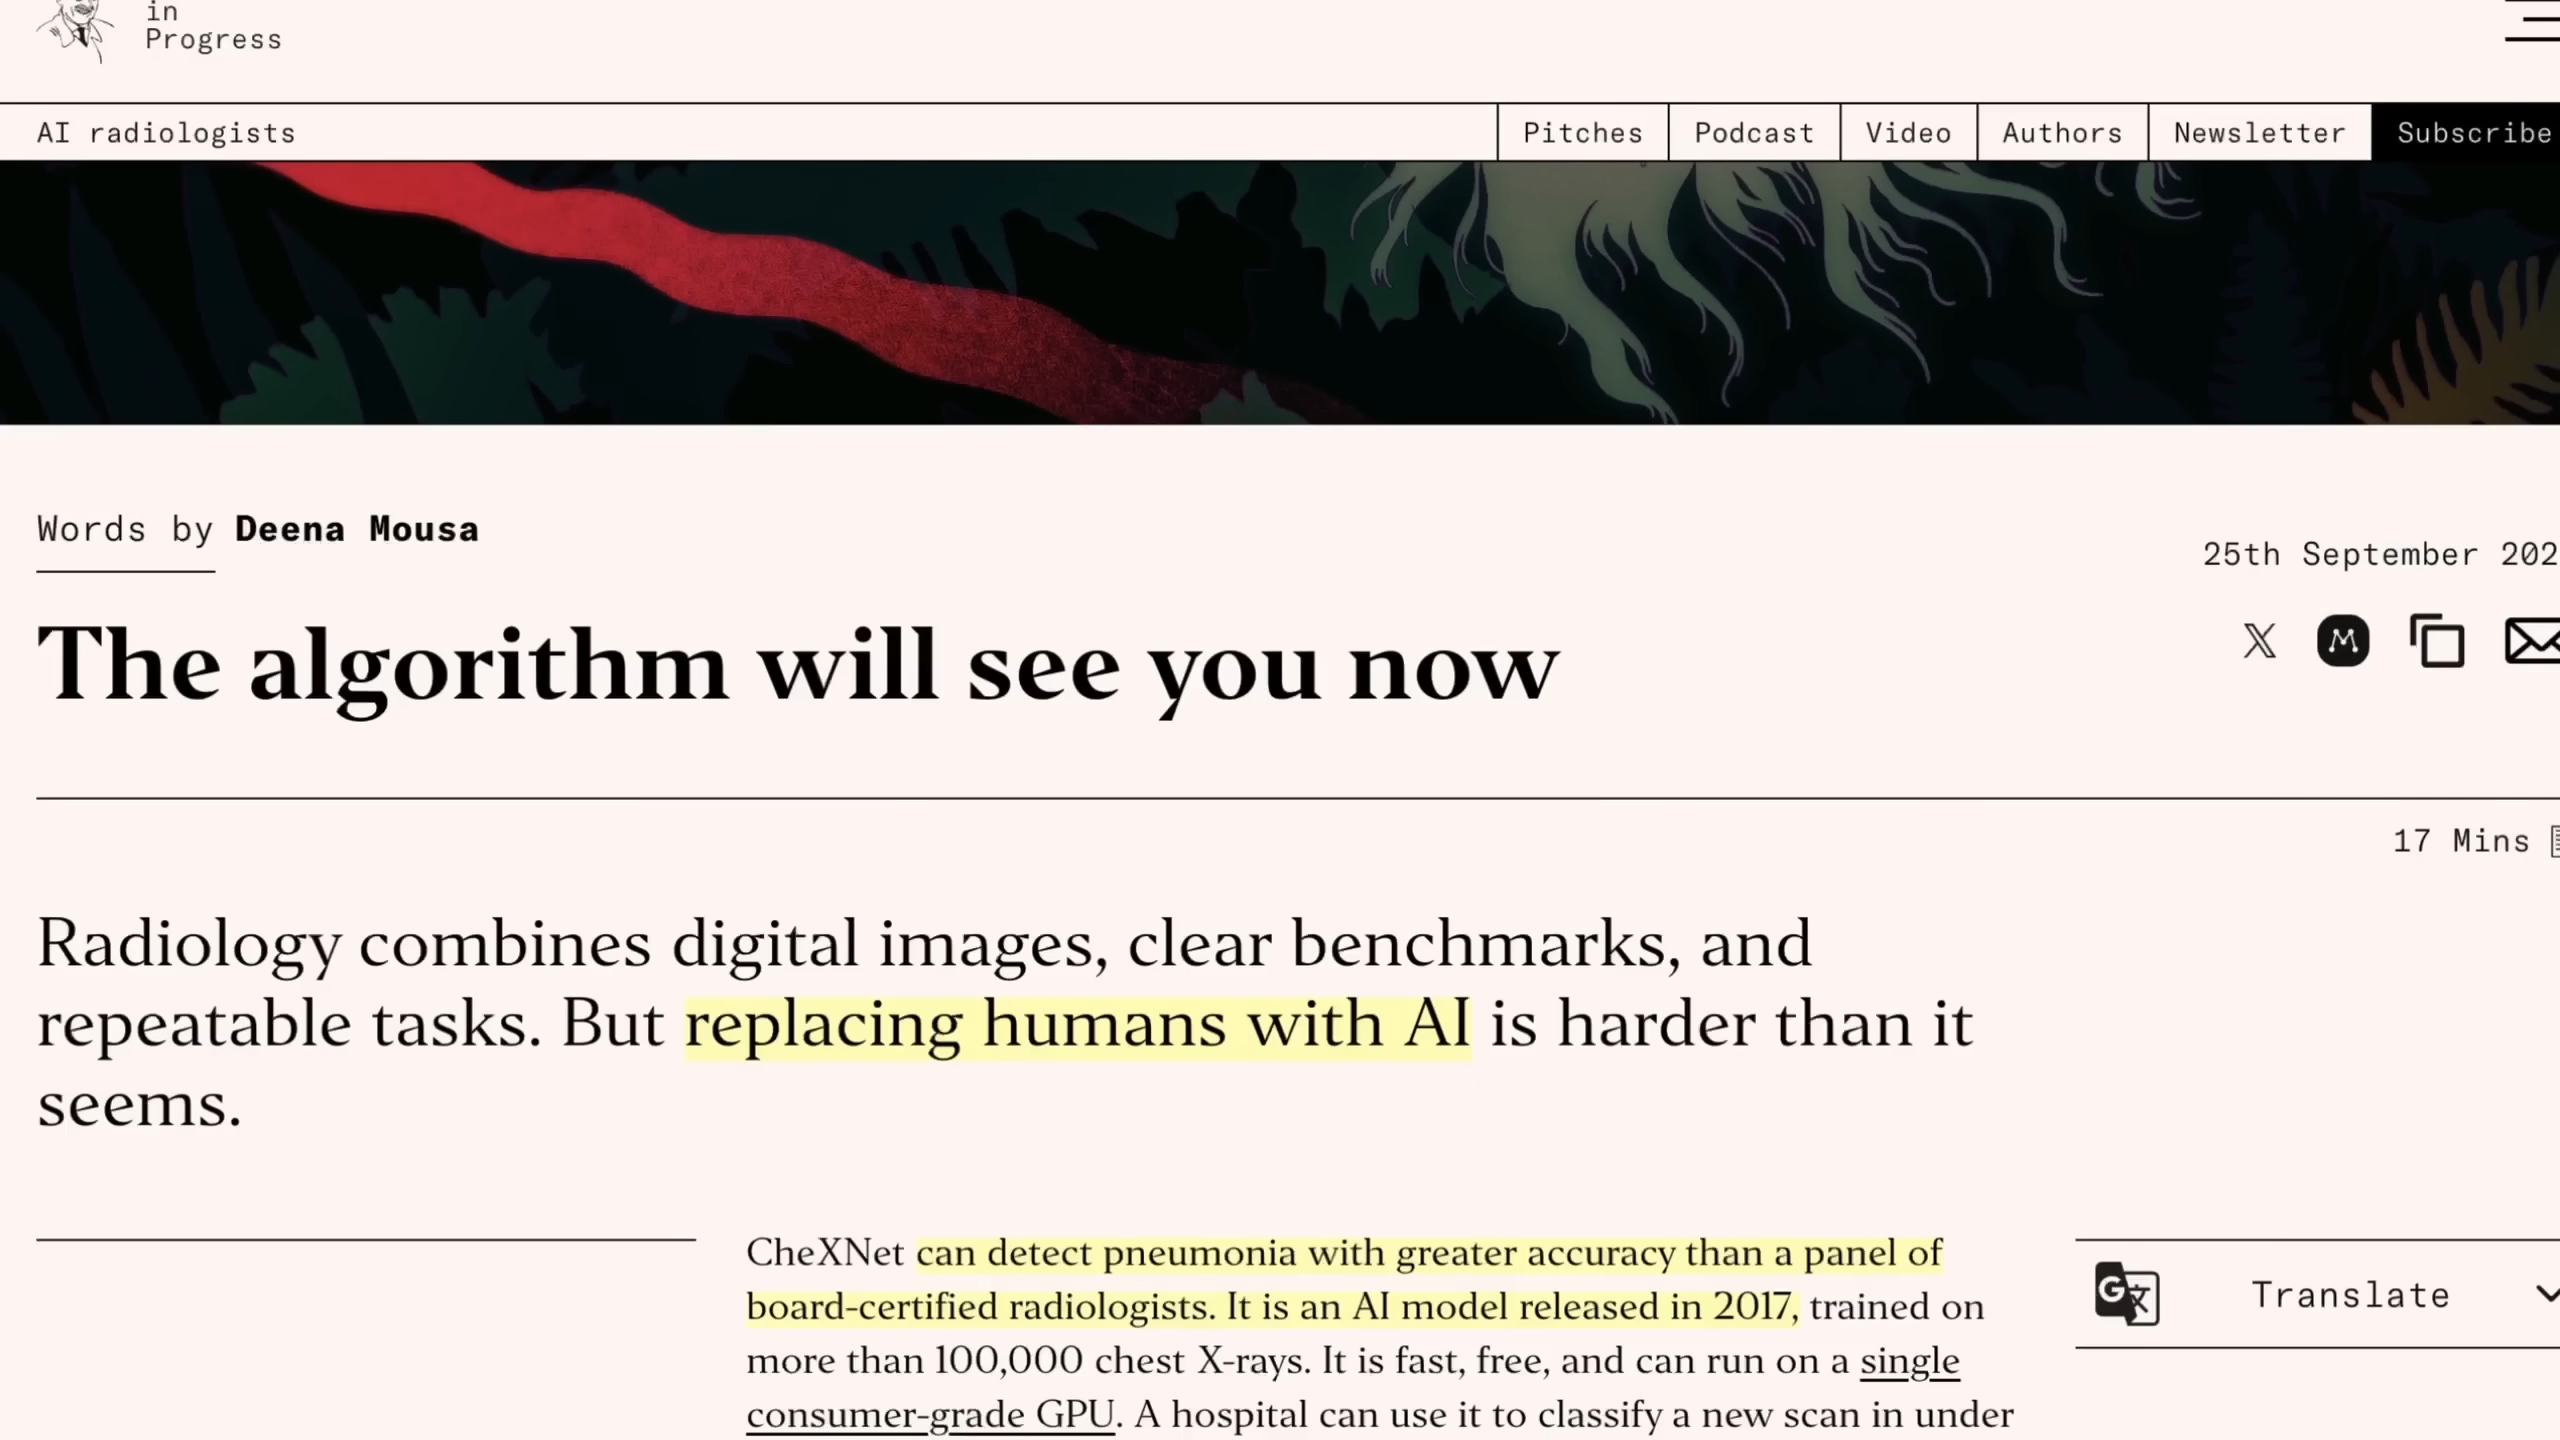 in
Progress
AI radiologists
Pitches
Podcast
Video
Authors
Newsletter
Subscribe
Words by Deena Mousa
25th September 202
The algorithm will see you now
17 Mins
Radiology combines digital images, clear benchmarks, and
repeatable tasks. But replacing humans with AI is harder than it
seems.
CheXNet can detect pneumonia with greater accuracy than a panel of
board-certified radiologists. It is an AI model released in 2017, trained on
more than 100,000 chest X-rays. It is fast, free, and can run on a single
consumer-grade GPU. A hospital can use it to classify a new scan in under
Translate